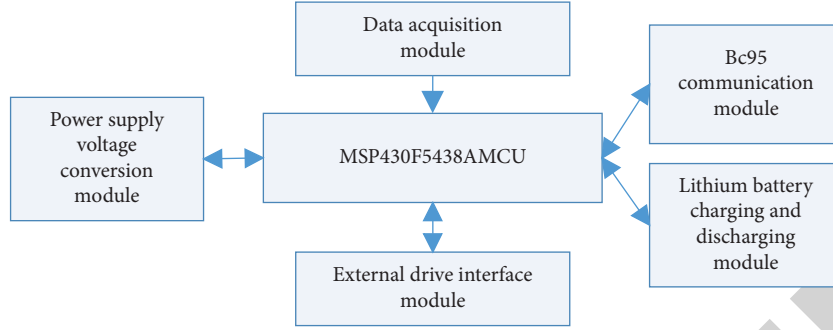 Data acquisition
module
Bc95
communication
module
Power supply
voltage
conversion
module
MSP430F5438AMCU
Lithium battery
charging and
discharging
module
External drive interface
module